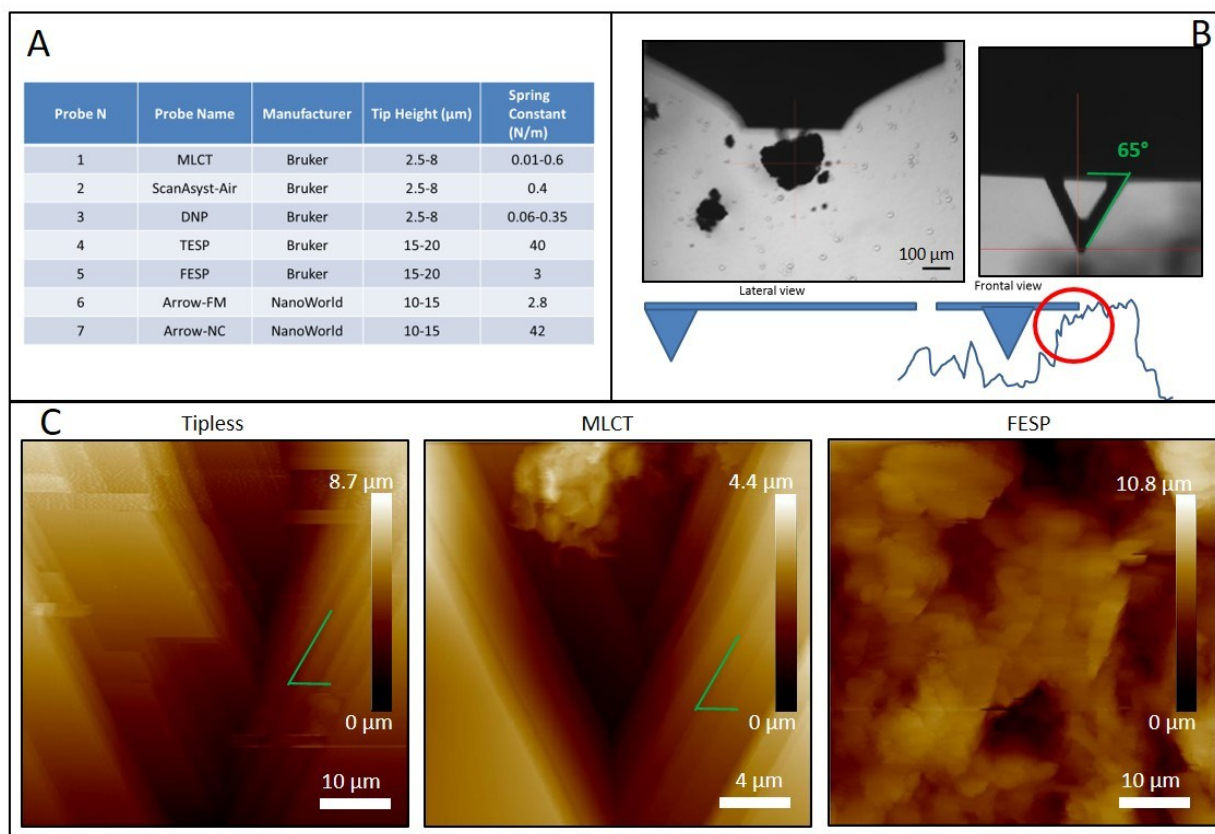 A
Probe N Probe Name Manufacturer Tip Height (µm) Spring Constant (N/m)
1 MLCT Bruker 2.5-8 0.01-0.6
2 ScanAsyst-Air Bruker 2.5-8 0.4
3 DNP Bruker 2.5-8 0.06-0.35
4 TESP Bruker 15-20 40
5 FESP Bruker 15-20 3
6 Arrow-FM NanoWorld 10-15 2.8
7 Arrow-NC NanoWorld 10-15 42
B
100 µm
65°
Lateral view
Frontal view
C
Tipless
8.7 µm
0 µm
10 µm
MLCT
4.4 µm
0 µm
4 µm
FESP
10.8 µm
0 µm
10 µm